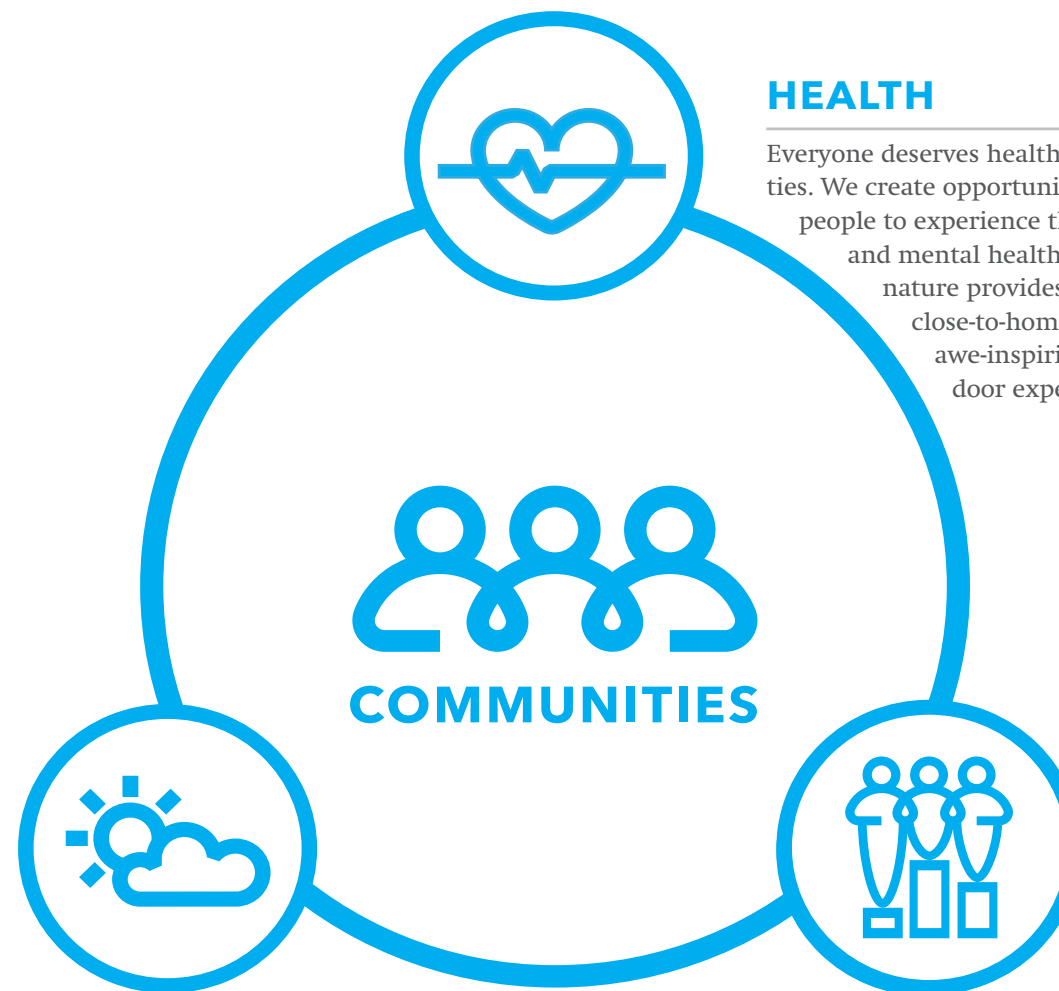 HEALTH
Everyone deserves health
ties. We create opportuni
people to experience th
and mental health
nature provides
close-to-hom
awe-inspiri
door expe
COMMUNITIES